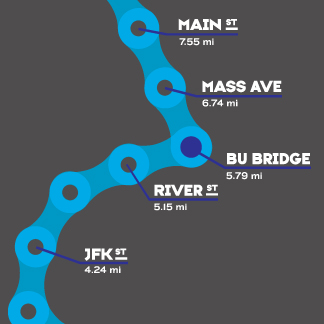 MAIN ST
7.55 mi
MASS AVE
6.74 mi
BU BRIDGE
5.79 mi
RIVER ST
5.15 mi
JFK ST
4.24 mi